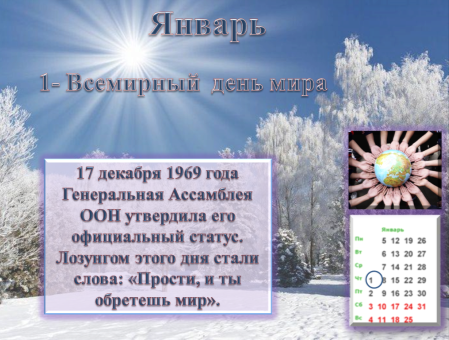 Январь
1- Всемирный день мира
17 декабря 1969 года
Генеральная Ассамблея
ООН утвердила его
официальный статус.
Лозунгом этого дня стали
слова: «Прости, и ты
обретешь мир».
Январь
Пн 5 12 19 26
Вт 6 13 20 27
Ср 7 14 21 28
Чт 1 8 15 22 29
Пт 2 9 16 23 30
Сб 3 10 17 24 31
Вс 4 11 18 25